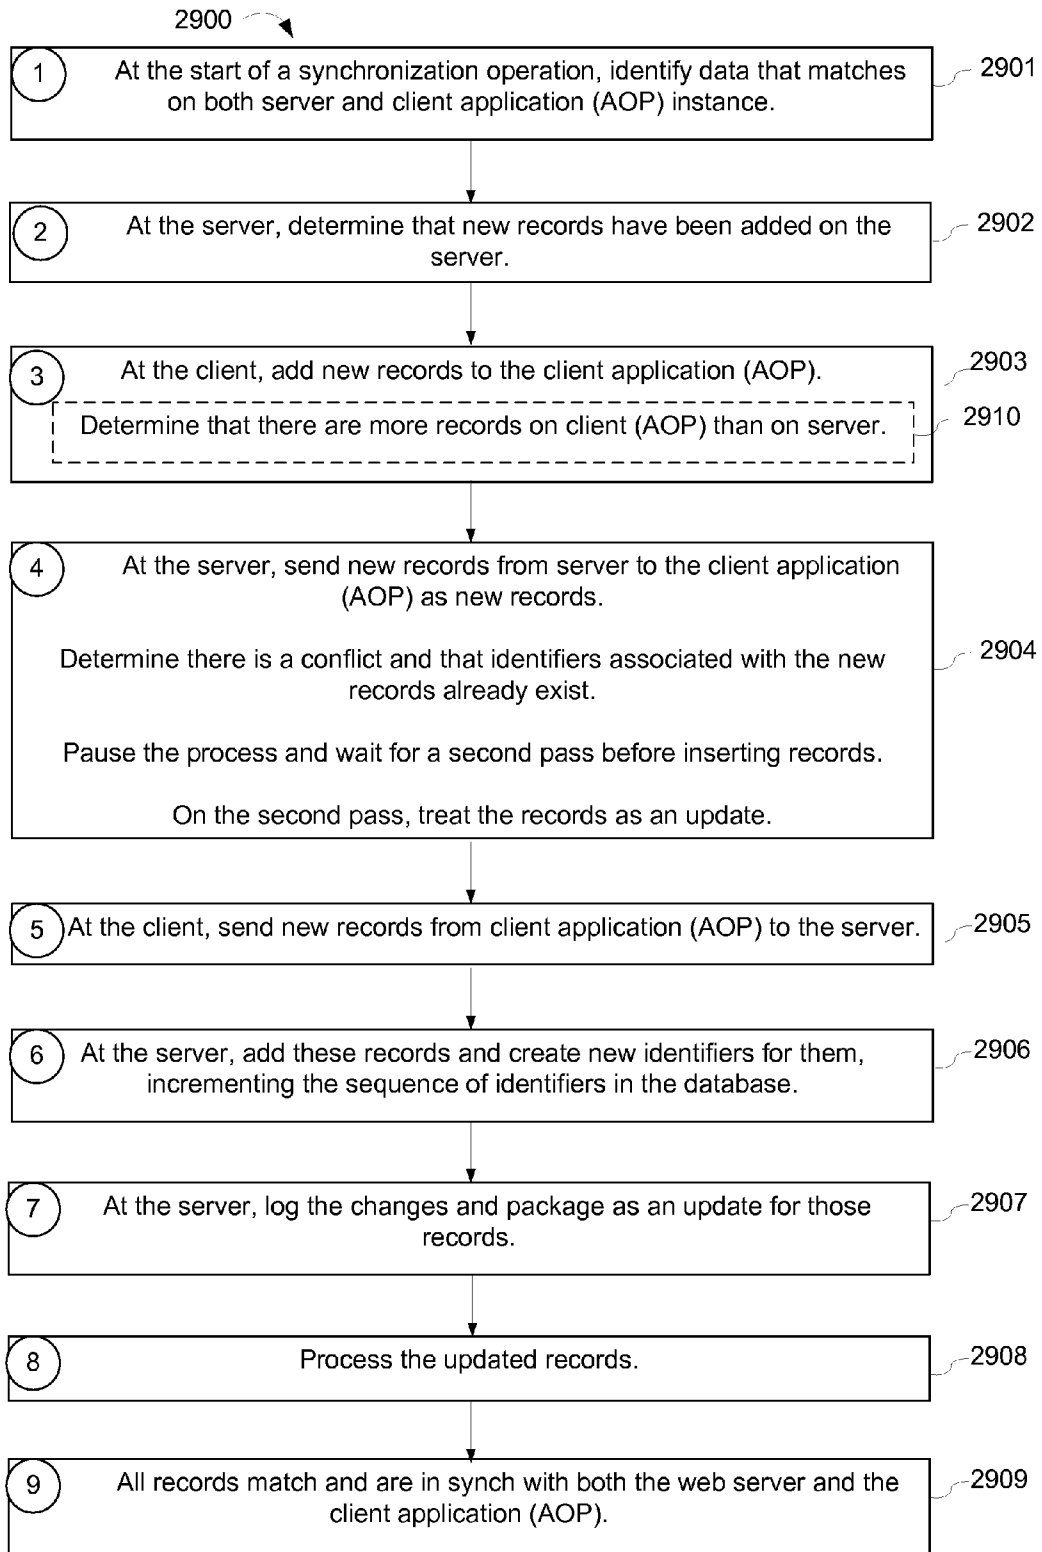 2900
1
At the start of a synchronization operation, identify data that matches
on both server and client application (AOP) instance.
2901
2
At the server, determine that new records have been added on the
server.
2902
3
At the client, add new records to the client application (AOP).
2903
Determine that there are more records on client (AOP) than on server.
2910
4
At the server, send new records from server to the client application
(AOP) as new records.
Determine there is a conflict and that identifiers associated with the new
records already exist.
Pause the process and wait for a second pass before inserting records.
On the second pass, treat the records as an update.
2904
5
At the client, send new records from client application (AOP) to the server.
2905
6
At the server, add these records and create new identifiers for them,
incrementing the sequence of identifiers in the database.
2906
7
At the server, log the changes and package as an update for those
records.
2907
8
Process the updated records.
2908
9
All records match and are in synch with both the web server and the
client application (AOP).
2909